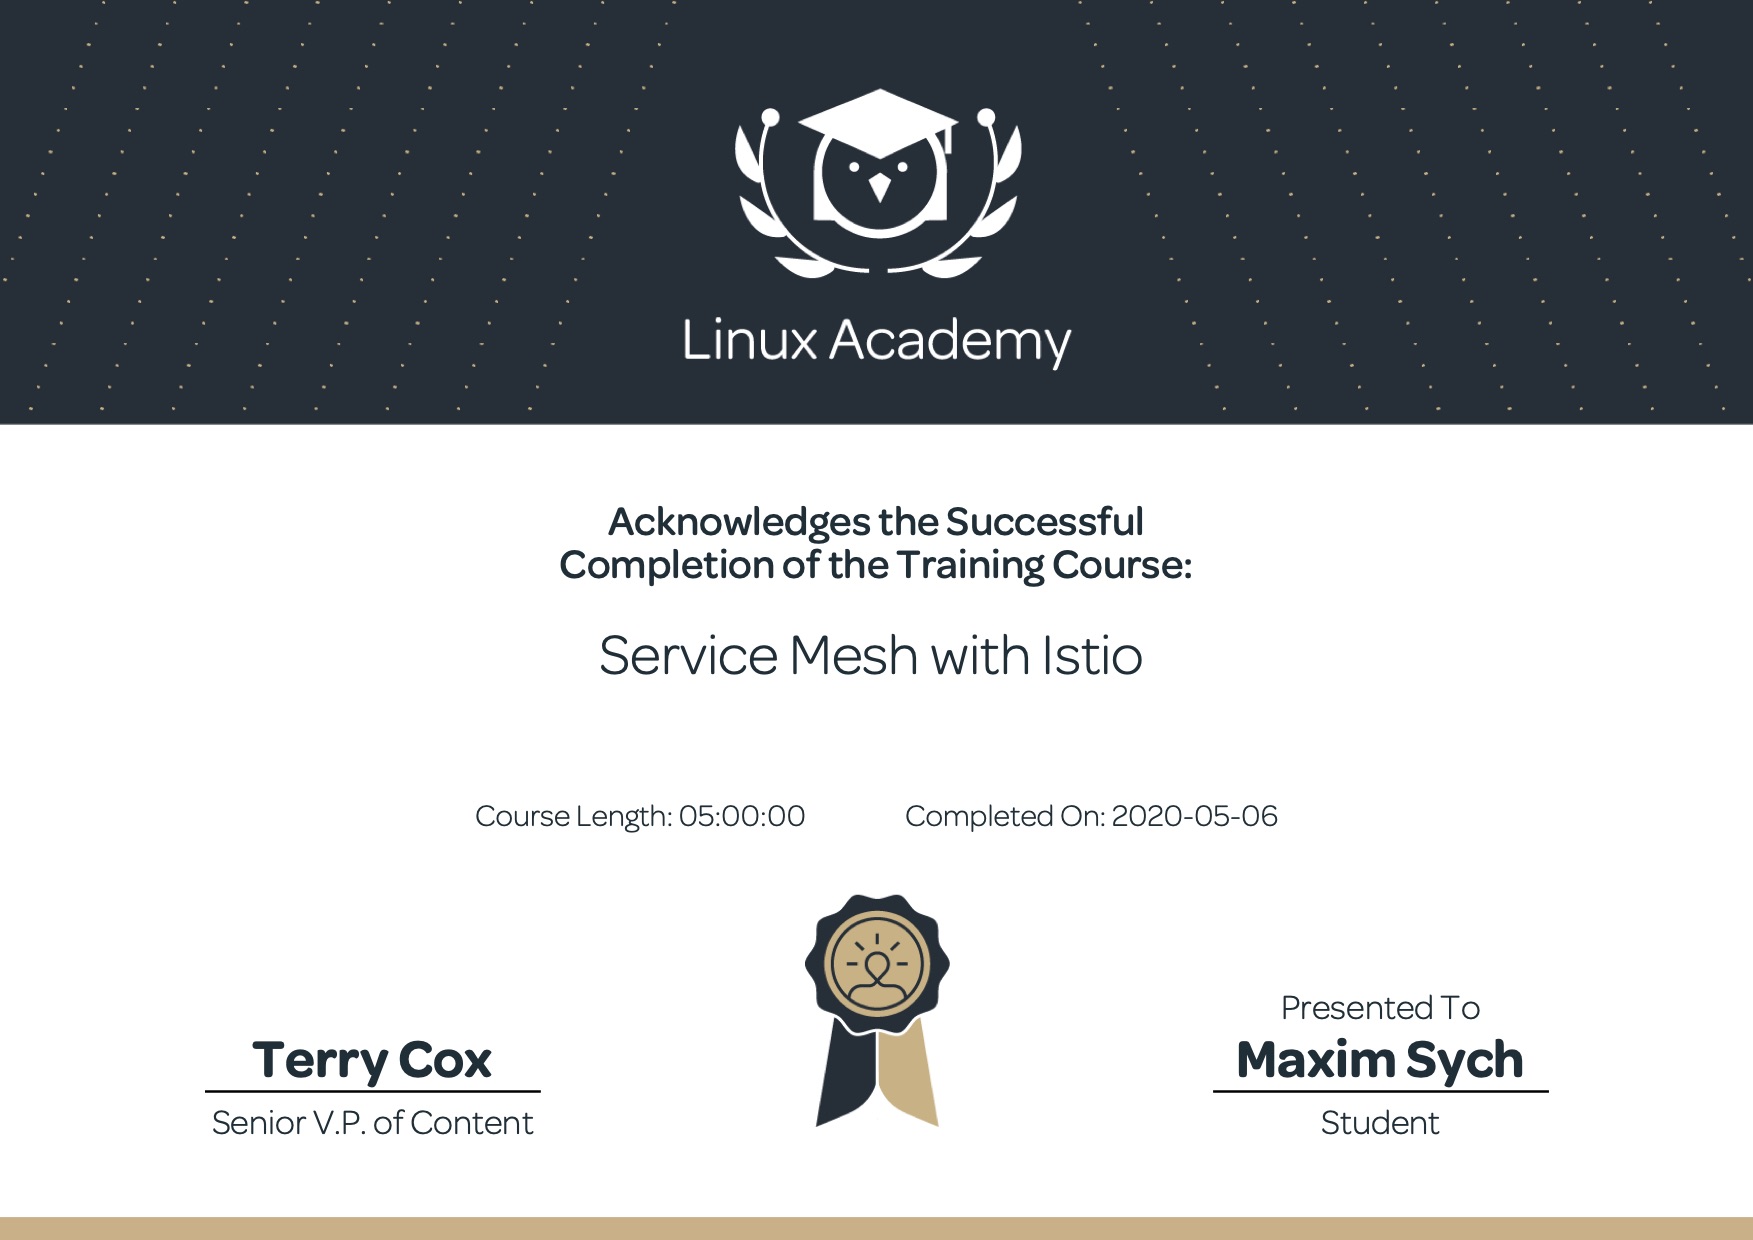 Linux Academy
Acknowledges the Successful
Completion of the Training Course:
Service Mesh with Istio
Course Length: 05:00:00
Completed On: 2020-05-06
Terry Cox
Senior V.P. of Content
Presented To
Maxim Sych
Student